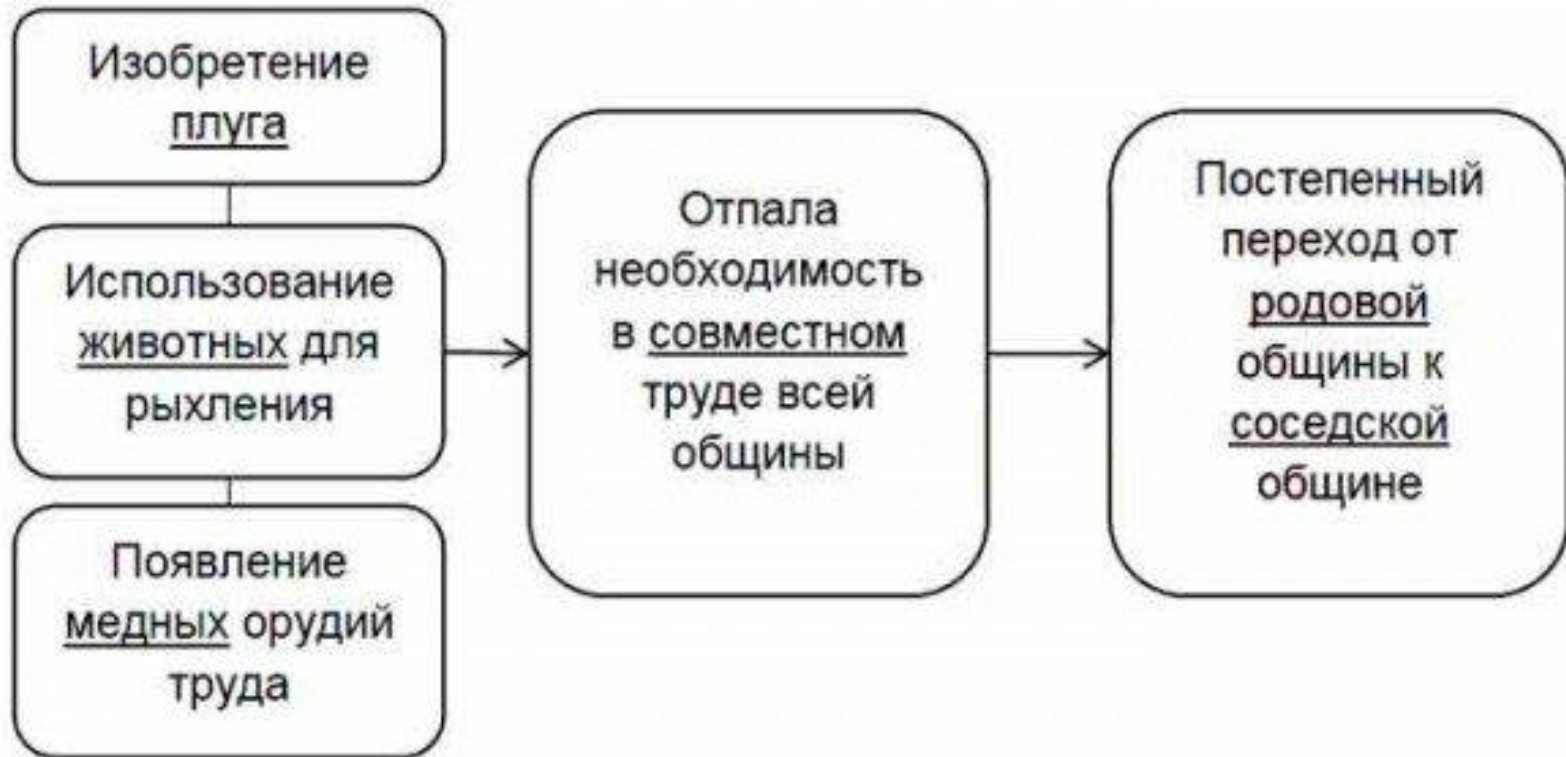 Изобретение
плуга
Использование
животных для
рыхления
Появление
медных орудий
труда
Отпала
необходимость
в совместном
труде всей
общины
Постепенный
переход от
родовой
общины к
соседской
общине